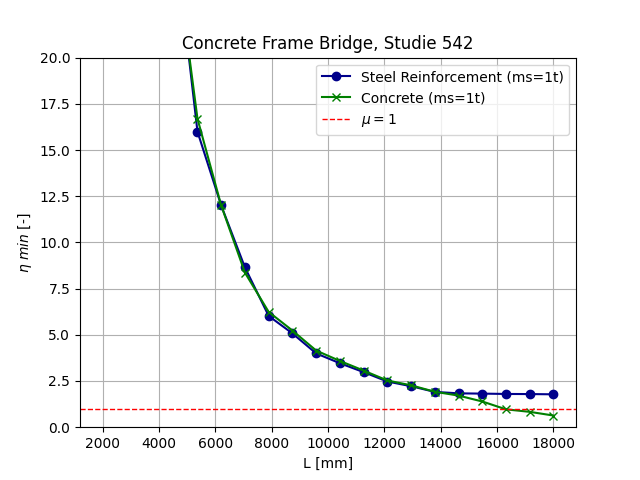 Concrete Frame Bridge, Studie 542
20.0
17.5
15.0
12.5
10.0
7.5
5.0
2.5
0.0
η min [-]
Steel Reinforcement (ms=1t)
Concrete (ms=1t)
μ = 1
2000 4000 6000 8000 10000 12000 14000 16000 18000
L [mm]